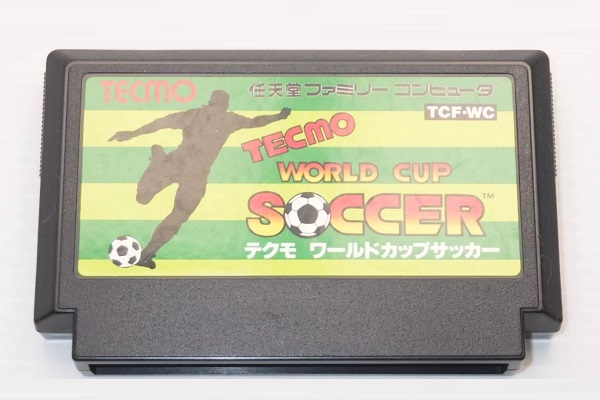 TECMO 任天堂 ファミリー コンピュータ
TCF-WC
TECMO
WORLD CUP
SOCCER™
テクモ ワールドカップサッカー